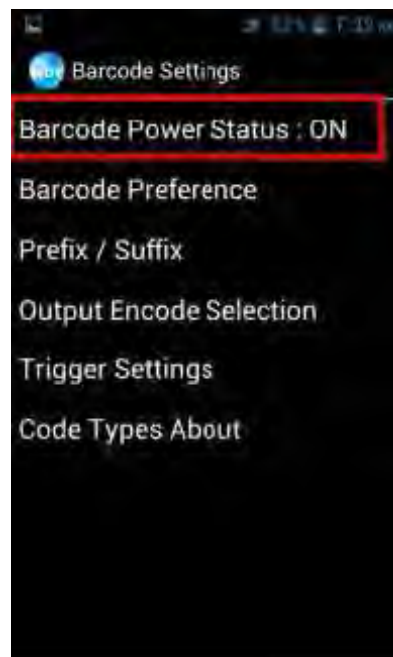 Barcode Settings
Barcode Power Status : ON
Barcode Preference
Prefix / Suffix
Output Encode Selection
Trigger Settings
Code Types About